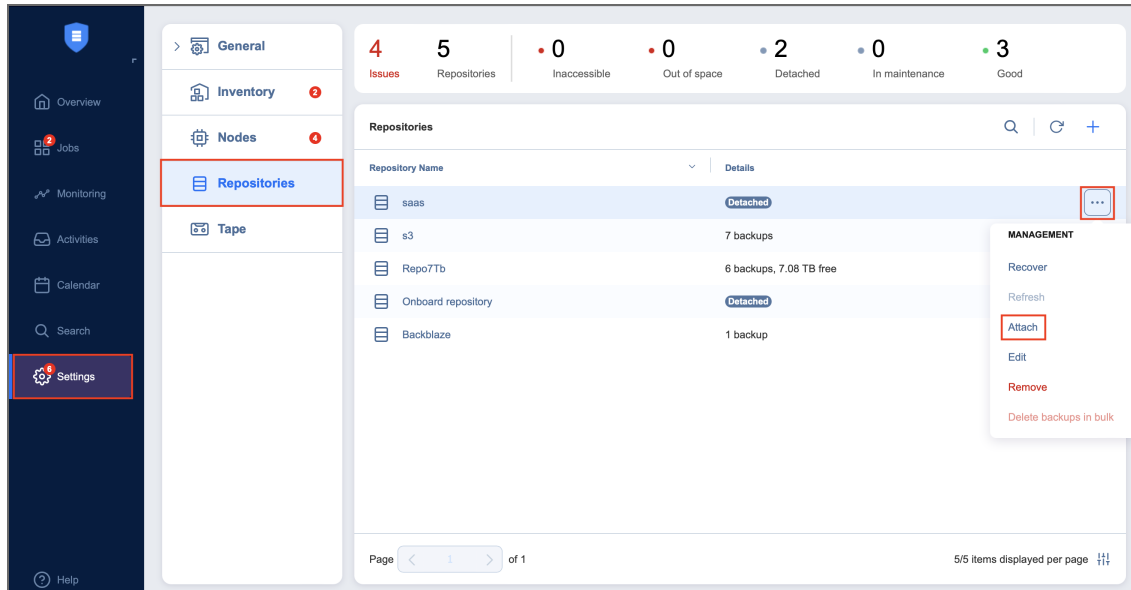 Overview
2
Jobs
Monitoring
Activities
Calendar
Search
6
Settings
Help
General
Inventory 2
Nodes 4
Repositories
Tape
4 5 0 0 2 0 3
Issues Repositories Inaccessible Out of space Detached In maintenance Good
Repositories
Repository Name Details
saas Detached ...
s3 7 backups
Repo7Tb 6 backups, 7.08 TB free
Onboard repository Detached
Backblaze 1 backup
MANAGEMENT
Recover
Refresh
Attach
Edit
Remove
Delete backups in bulk
Page 1 of 1 5/5 items displayed per page